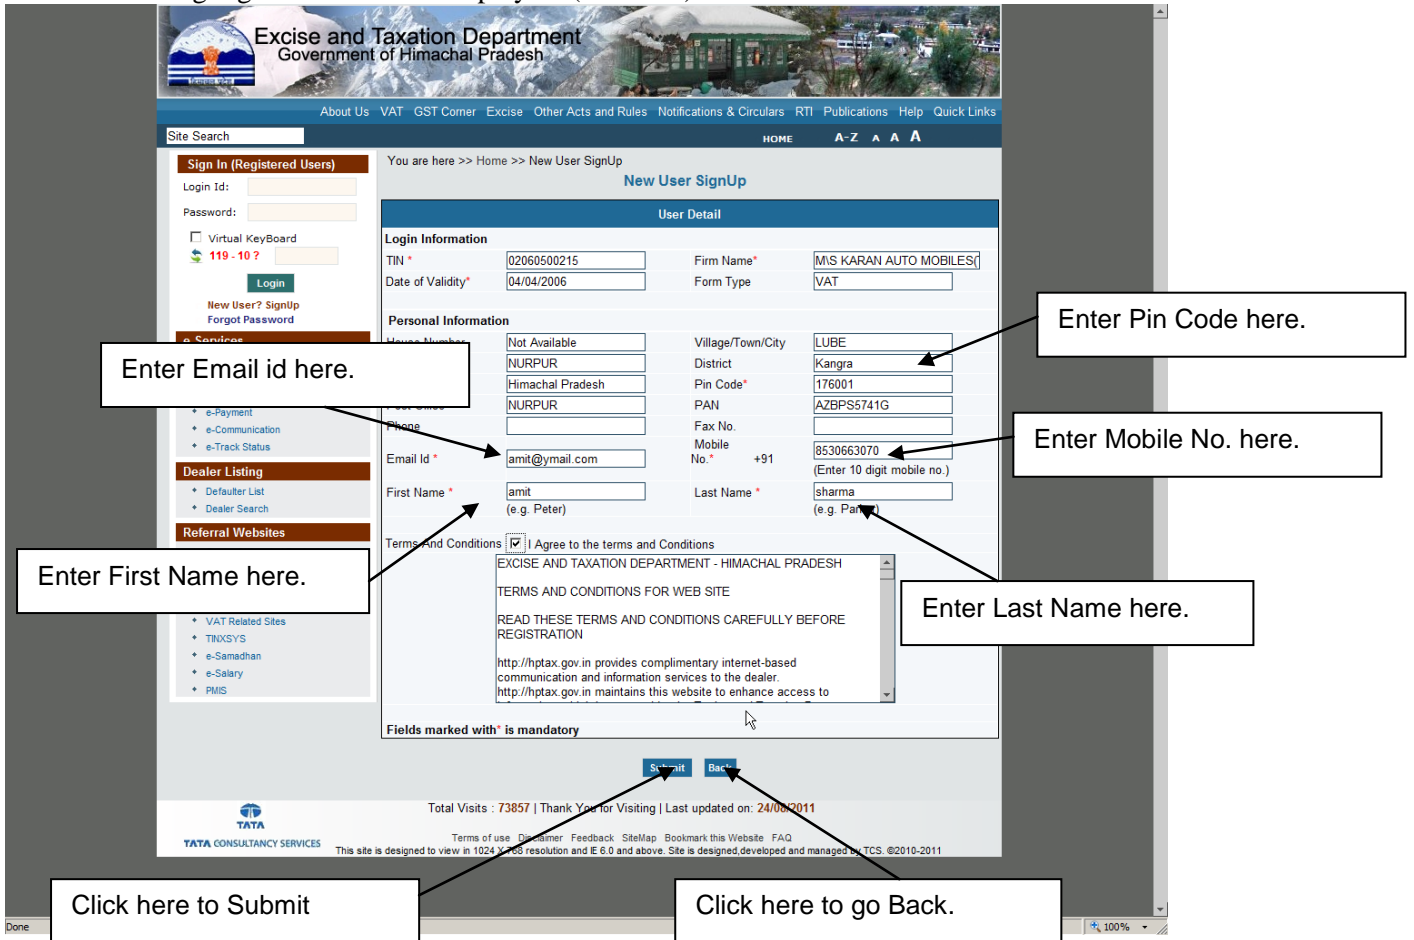 Excise and Taxation Department
Government of Himachal Pradesh
About Us VAT GST Corner Excise Other Acts and Rules Notifications & Circulars RTI Publications Help Quick Links
Site Search
HOME A-Z A A A
Sign In (Registered Users)
Login Id:
Password:
Virtual KeyBoard
119 - 10 ?
Login
New User? SignUp
Forgot Password
e-Services
e-Payment
e-Communication
e-Track Status
Dealer Listing
Defaulter List
Dealer Search
Referral Websites
VAT Related Sites
TINXSYS
e-Samadhan
e-Salary
PMIS
You are here >> Home >> New User SignUp
New User SignUp
User Detail
Login Information
TIN * 02060500215 Firm Name* M\S KARAN AUTO MOBILES(
Date of Validity* 04/04/2006 Form Type VAT
Personal Information
House Number Not Available Village/Town/City LUBE
NURPUR District Kangra
Himachal Pradesh Pin Code* 176001
Post Office NURPUR PAN AZBPS5741G
Phone Fax No.
Email Id * amit@ymail.com Mobile No.* +91 8530663070
(Enter 10 digit mobile no.)
First Name * amit Last Name * sharma
(e.g. Peter) (e.g.
Terms And Conditions I Agree to the terms and Conditions
EXCISE AND TAXATION DEPARTMENT - HIMACHAL PRADESH
TERMS AND CONDITIONS FOR WEB SITE
READ THESE TERMS AND CONDITIONS CAREFULLY BEFORE
REGISTRATION
http://hptax.gov.in provides complimentary internet-based
communication and information services to the dealer.
http://hptax.gov.in maintains this website to enhance access to
Fields marked with* is mandatory
Submit Back
Total Visits : 73857 | Thank You for Visiting | Last updated on: 24/08/2011
TATA
TATA CONSULTANCY SERVICES
Terms of use Disclaimer Feedback SiteMap Bookmark this Website FAQ
This site is designed to view in 1024 X 768 resolution and IE 6.0 and above. Site is designed,developed and managed by TCS. ©2010-2011
Enter Pin Code here.
Enter Email id here.
Enter Mobile No. here.
Enter First Name here.
Enter Last Name here.
Click here to Submit
Click here to go Back.
Done
100%